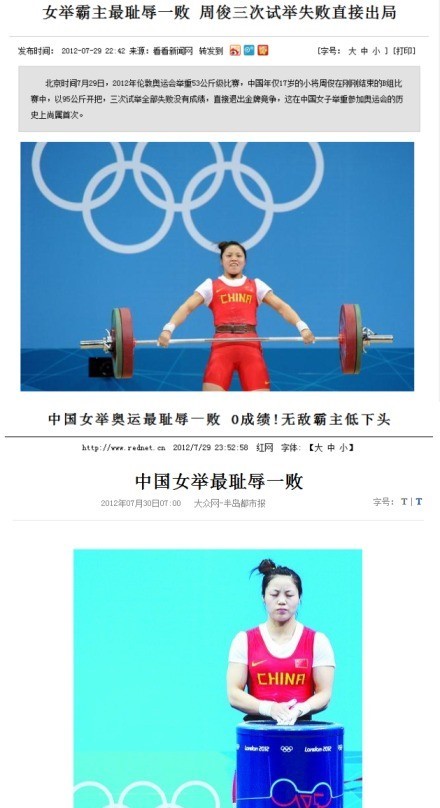 女举霸主最耻辱一败 周俊三次试举失败直接出局
发布时间: 2012-07-29 22:42 来源: 看看新闻网 转发到 [字号: 大 中 小 ] [打印]
北京时间7月29日，2012年伦敦奥运会举重53公斤级比赛，中国年仅17岁的小将周俊在刚刚结束的B组比
赛中，以95公斤开把，三次试举全部失败没有成绩，直接退出金牌竞争，这在中国女子举重参加奥运会的历
史上尚属首次。
CHINA
中国女举奥运最耻辱一败 0成绩!无敌霸主低下头
http://www.rednet.cn 2012/7/29 23:52:58 红网 字体: 【大 中 小】
中国女举最耻辱一败
2012年07月30日07:00 大众网-半岛都市报 字号: T | T
CHINA
London 2012 London 2012